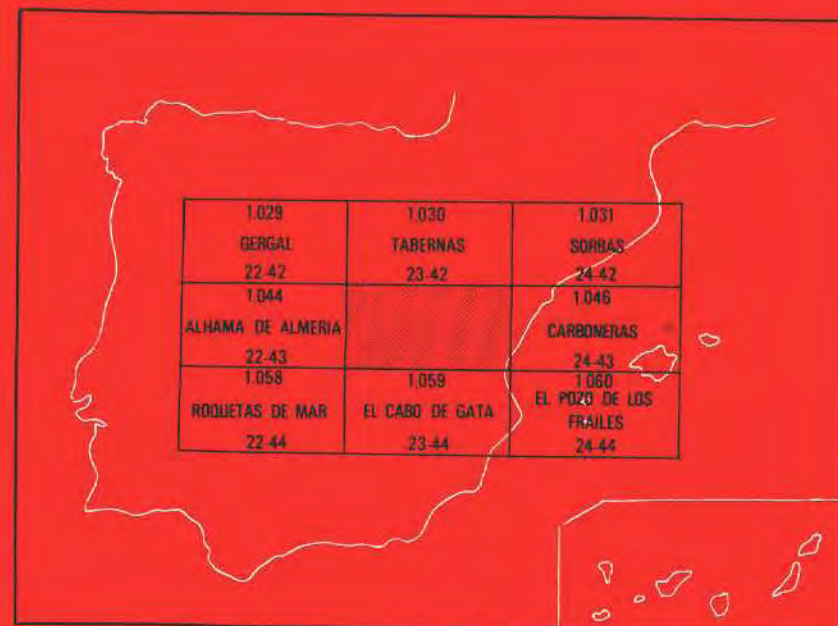 1.029
GERGAL
22-42
1.030
TABERNAS
23-42
1.031
SORBAS
24-42
1.044
ALHAMA DE ALMERIA
22-43
1.046
CARBONERAS
24-43
1.058
ROQUETAS DE MAR
22-44
1.059
EL CABO DE GATA
23-44
1.060
EL POZO DE LOS
FRAILES
24-44